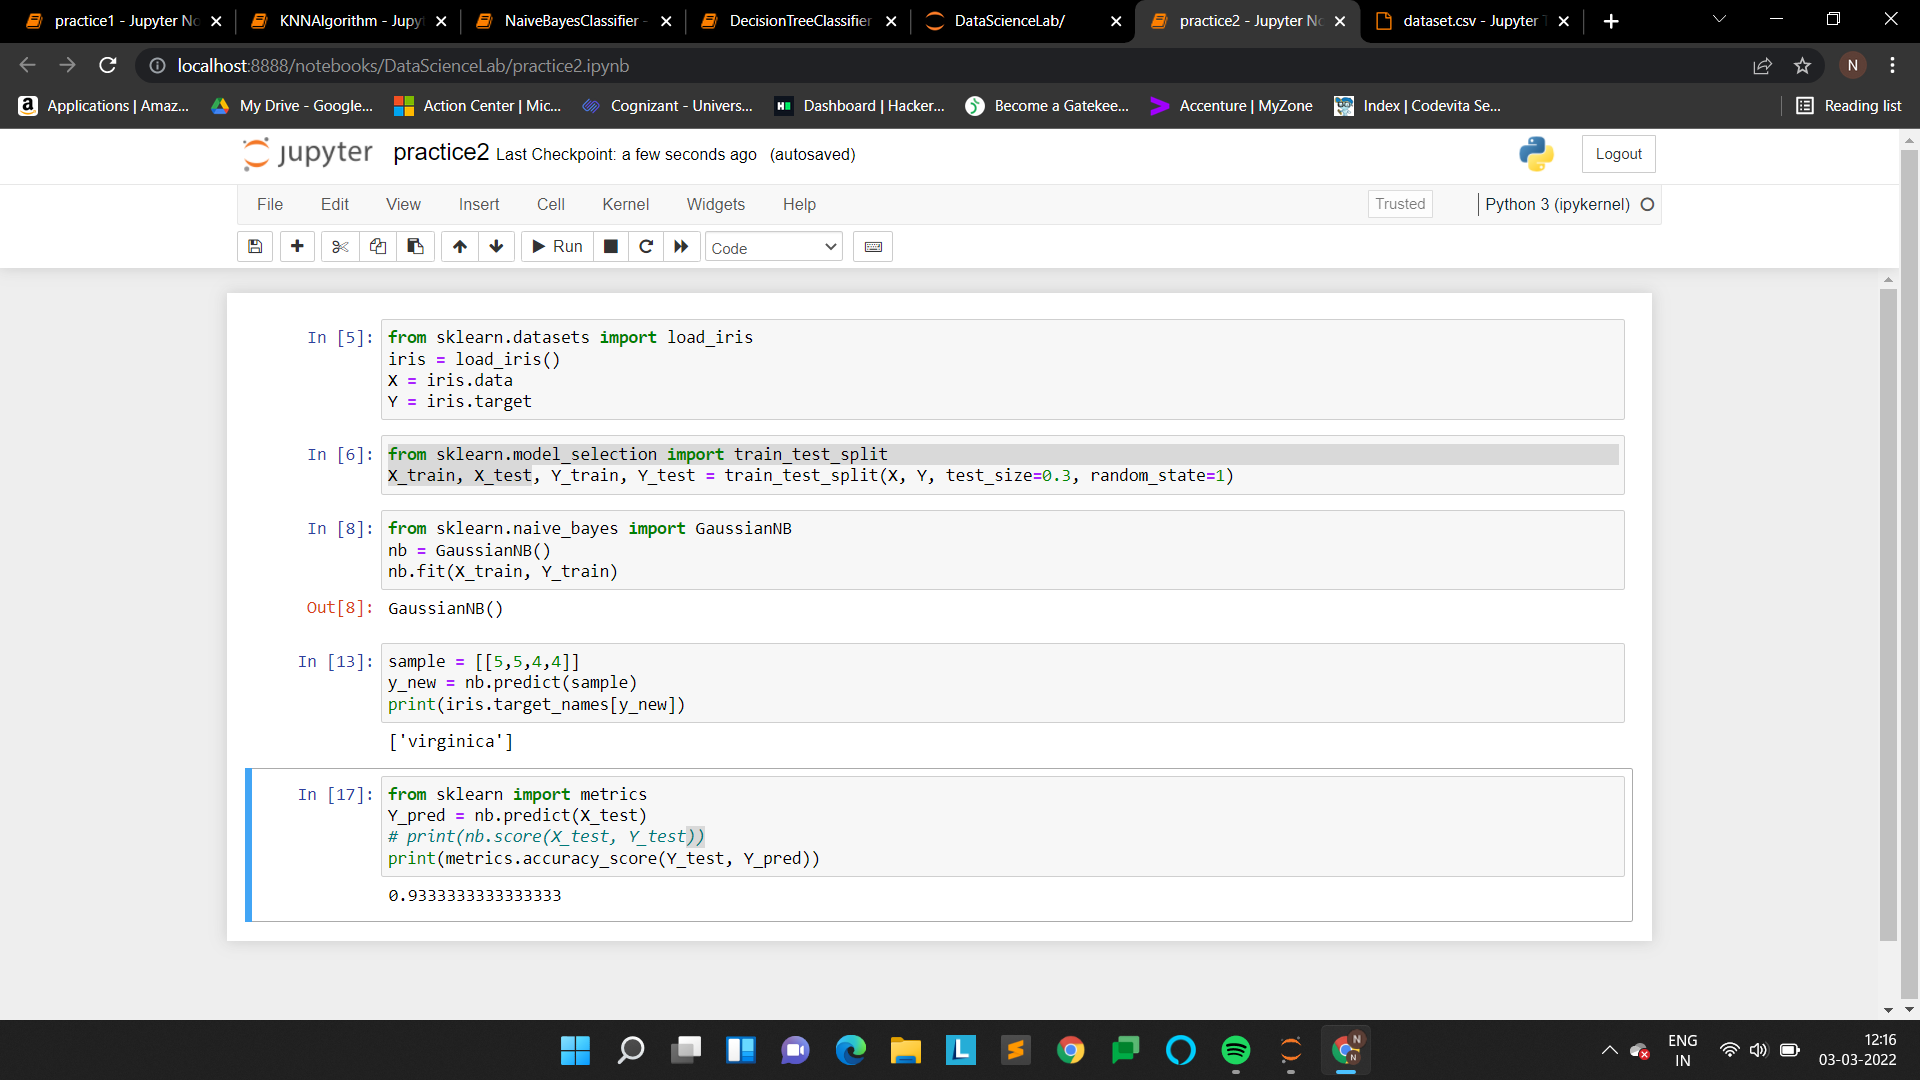 practice1 - Jupyter No
KNNAlgorithm - Jupyt
NaiveBayesClassifier -
DecisionTreeClassifier
DataScienceLab/
practice2 - Jupyter No
dataset.csv - Jupyter T
localhost:8888/notebooks/DataScienceLab/practice2.ipynb
N
Applications | Amaz...
My Drive - Google...
Action Center | Mic...
Cognizant - Univers...
Dashboard | Hacker...
Become a Gatekee...
Accenture | MyZone
Index | Codevita Se...
Reading list
jupyter practice2 Last Checkpoint: a few seconds ago (autosaved)
Logout
File Edit View Insert Cell Kernel Widgets Help
Trusted
Python 3 (ipykernel)
Run
Code
In [5]: from sklearn.datasets import load_iris
iris = load_iris()
X = iris.data
Y = iris.target
In [6]: from sklearn.model_selection import train_test_split
X_train, X_test, Y_train, Y_test = train_test_split(X, Y, test_size=0.3, random_state=1)
In [8]: from sklearn.naive_bayes import GaussianNB
nb = GaussianNB()
nb.fit(X_train, Y_train)
Out[8]: GaussianNB()
In [13]: sample = [[5,5,4,4]]
y_new = nb.predict(sample)
print(iris.target_names[y_new])
['virginica']
In [17]: from sklearn import metrics
Y_pred = nb.predict(X_test)
# print(nb.score(X_test, Y_test))
print(metrics.accuracy_score(Y_test, Y_pred))
0.9333333333333333
ENG
IN
12:16
03-03-2022